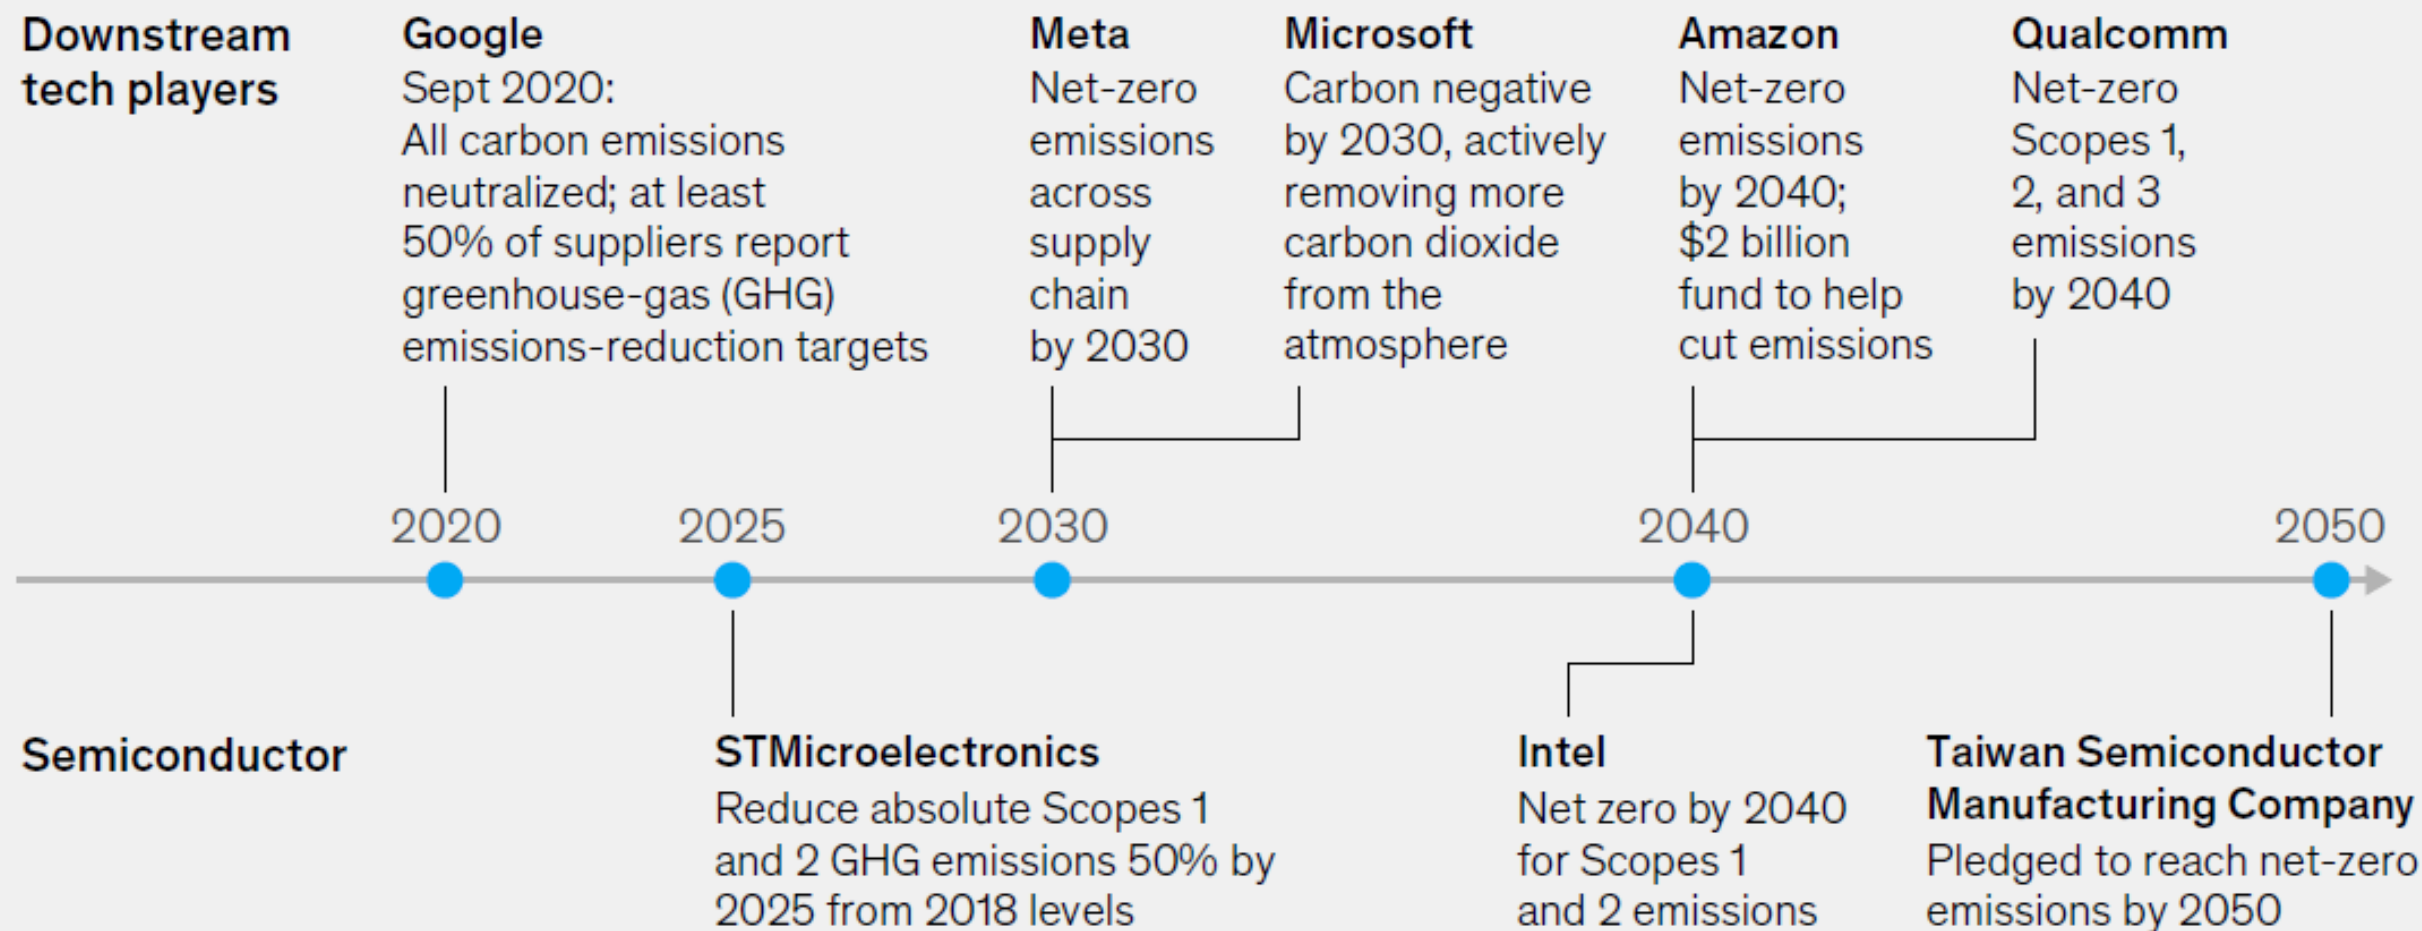 Downstream
tech players
Google
Sept 2020:
All carbon emissions
neutralized; at least
50% of suppliers report
greenhouse-gas (GHG)
emissions-reduction targets
Meta
Net-zero
emissions
across
supply
chain
by 2030
Microsoft
Carbon negative
by 2030, actively
removing more
carbon dioxide
from the
atmosphere
Amazon
Net-zero
emissions
by 2040;
$2 billion
fund to help
cut emissions
Qualcomm
Net-zero
Scopes 1,
2, and 3
emissions
by 2040
2020
2025
2030
2040
2050
Semiconductor
STMicroelectronics
Reduce absolute Scopes 1
and 2 GHG emissions 50% by
2025 from 2018 levels
Intel
Net zero by 2040
for Scopes 1
and 2 emissions
Taiwan Semiconductor
Manufacturing Company
Pledged to reach net-zero
emissions by 2050